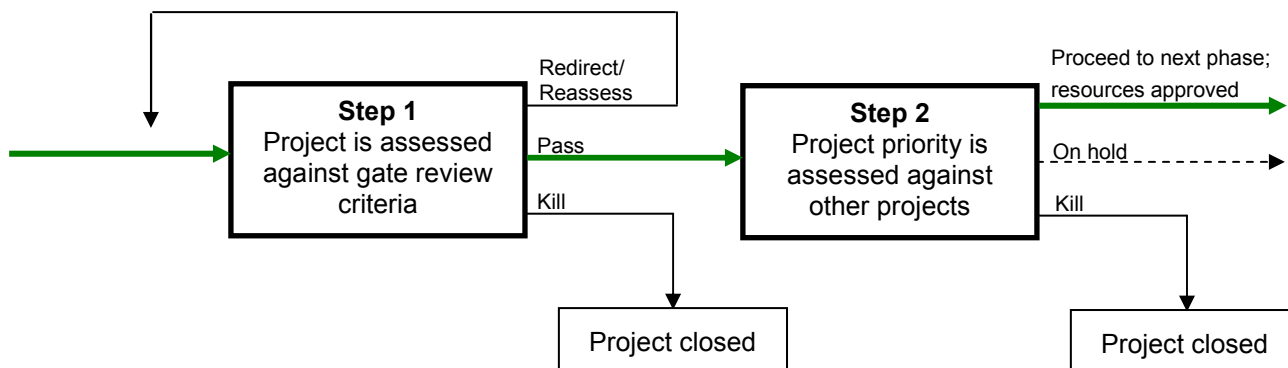 Redirect/
Reassess
Step 1
Project is assessed
against gate review
criteria
Pass
Kill
Project closed
Step 2
Project priority is
assessed against
other projects
Proceed to next phase;
resources approved
On hold
Kill
Project closed